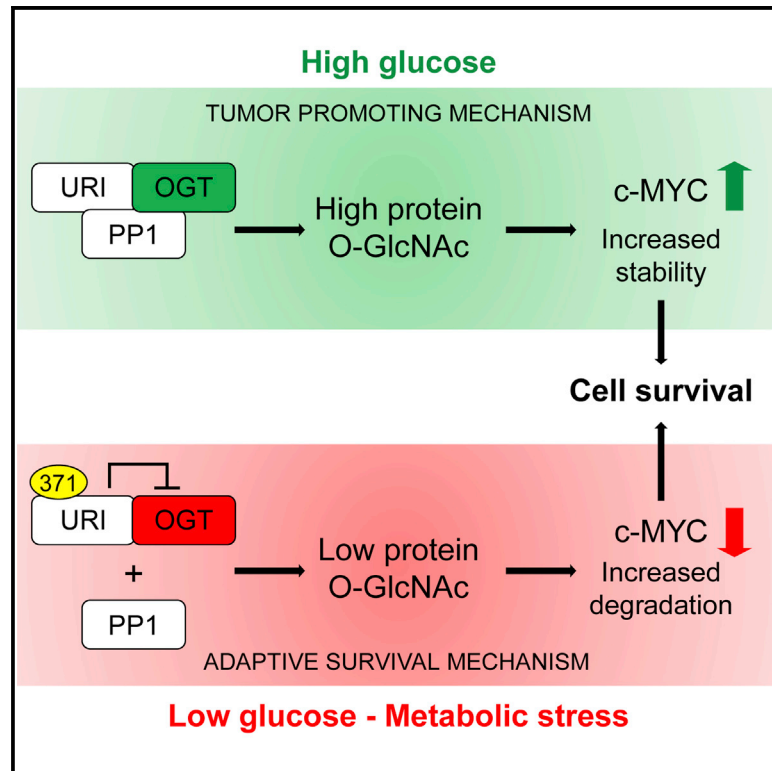 High glucose
TUMOR PROMOTING MECHANISM
URI OGT
PP1
High protein
O-GlcNAc
c-MYC
Increased
stability
Cell survival
371
URI OGT
+
PP1
Low protein
O-GlcNAc
c-MYC
Increased
degradation
ADAPTIVE SURVIVAL MECHANISM
Low glucose - Metabolic stress